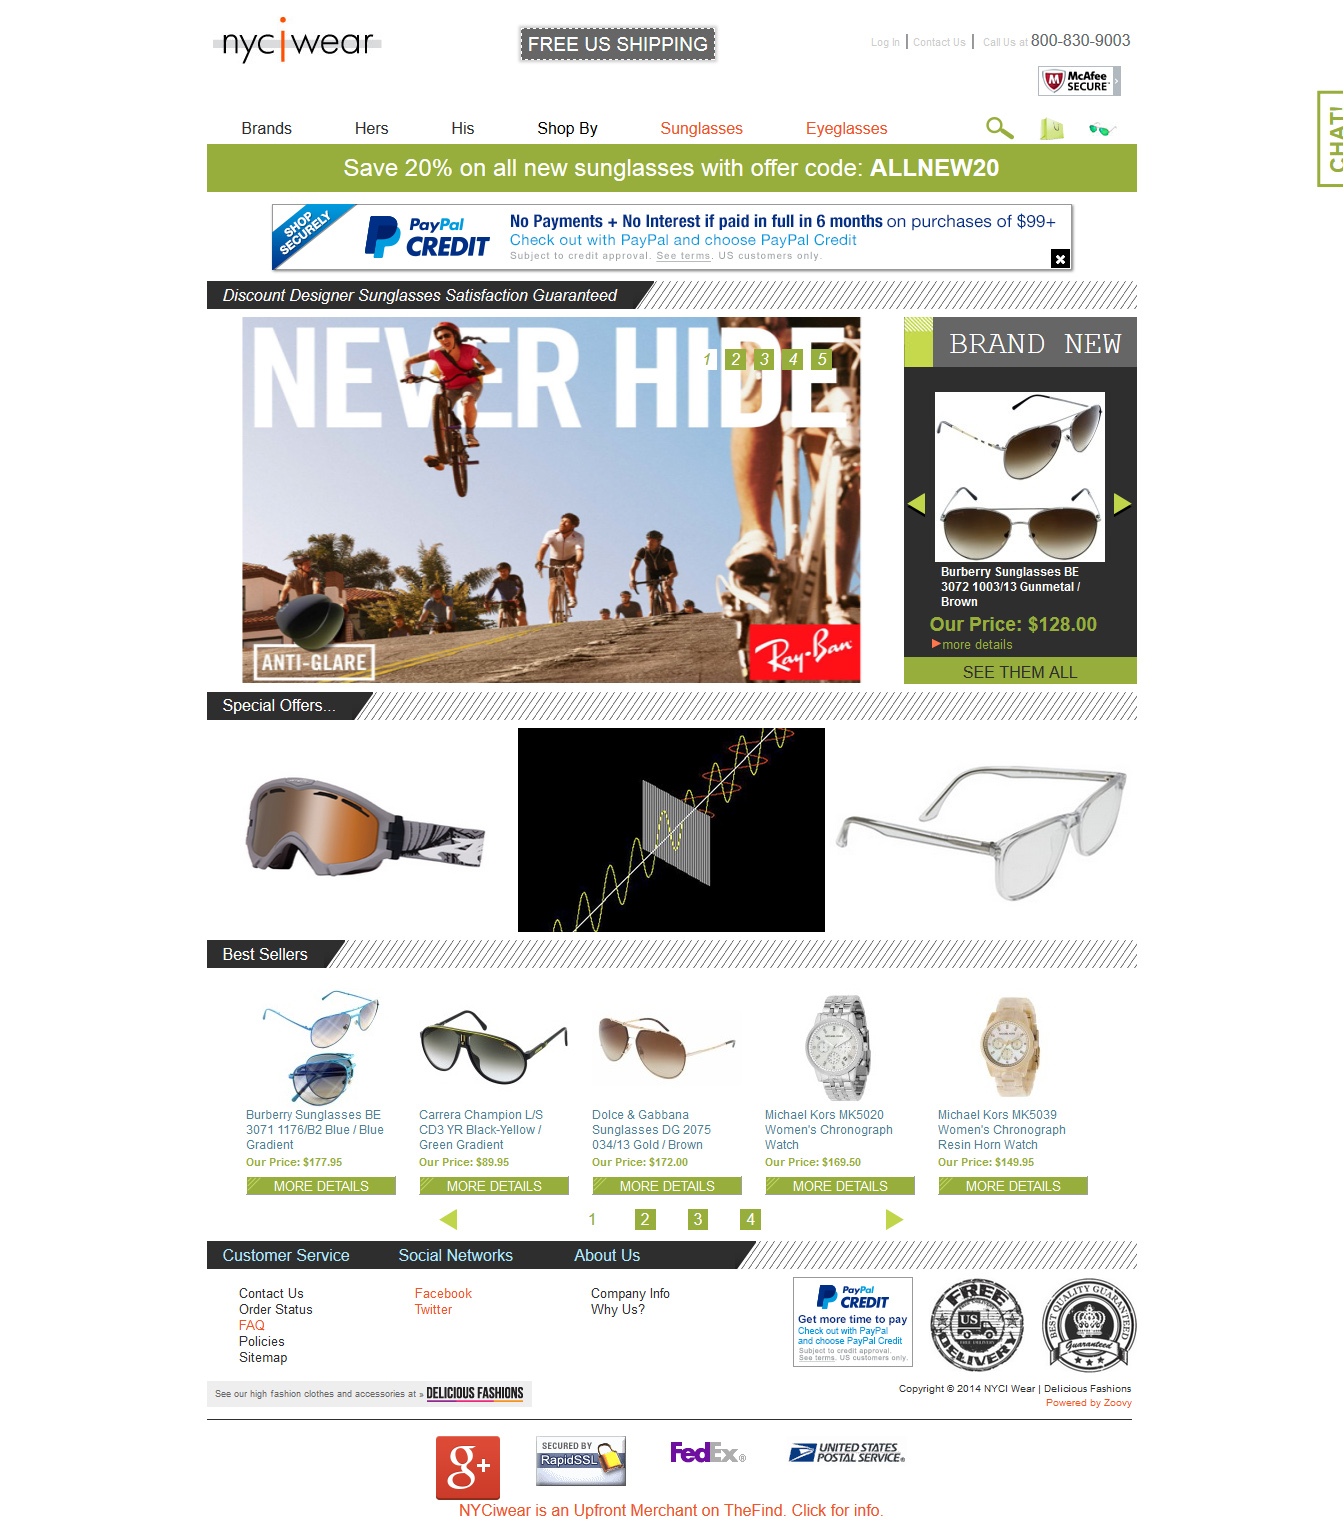 nyciwear
FREE US SHIPPING
Log In | Contact Us | Call Us at 800-830-9003
McAfee
SECURE
CHAT!
Brands Hers His Shop By Sunglasses Eyeglasses
Save 20% on all new sunglasses with offer code: ALLNEW20
SHOP
SECURELY
PayPal
CREDIT
No Payments + No Interest if paid in full in 6 months on purchases of $99+
Check out with PayPal and choose PayPal Credit
Subject to credit approval. See terms. US customers only.
Discount Designer Sunglasses Satisfaction Guaranteed
NEVER HIDE
1 2 3 4 5
ANTI-GLARE
Ray-Ban
BRAND NEW
Burberry Sunglasses BE
3072 1003/13 Gunmetal /
Brown
Our Price: $128.00
more details
SEE THEM ALL
Special Offers...
Best Sellers
Burberry Sunglasses BE
3071 1176/B2 Blue / Blue
Gradient
Our Price: $177.95
MORE DETAILS
Carrera Champion L/S
CD3 YR Black-Yellow /
Green Gradient
Our Price: $89.95
MORE DETAILS
Dolce & Gabbana
Sunglasses DG 2075
034/13 Gold / Brown
Our Price: $172.00
MORE DETAILS
Michael Kors MK5020
Women's Chronograph
Watch
Our Price: $169.50
MORE DETAILS
Michael Kors MK5039
Women's Chronograph
Resin Horn Watch
Our Price: $149.95
MORE DETAILS
1 2 3 4
Customer Service Social Networks About Us
Contact Us
Order Status
FAQ
Policies
Sitemap
Facebook
Twitter
Company Info
Why Us?
PayPal
CREDIT
Get more time to pay
Check out with PayPal
and choose PayPal Credit
Subject to credit approval.
See terms. US customers only.
FREE
US
DELIVERY
BEST QUALITY GUARANTEED
Guaranteed
See our high fashion clothes and accessories at » DELICIOUS FASHIONS
Copyright © 2014 NYCI Wear | Delicious Fashions
Powered by Zoovy
g+
SECURED BY
RapidSSL
FedEx®
UNITED STATES
POSTAL SERVICE®
NYCiwear is an Upfront Merchant on TheFind. Click for info.